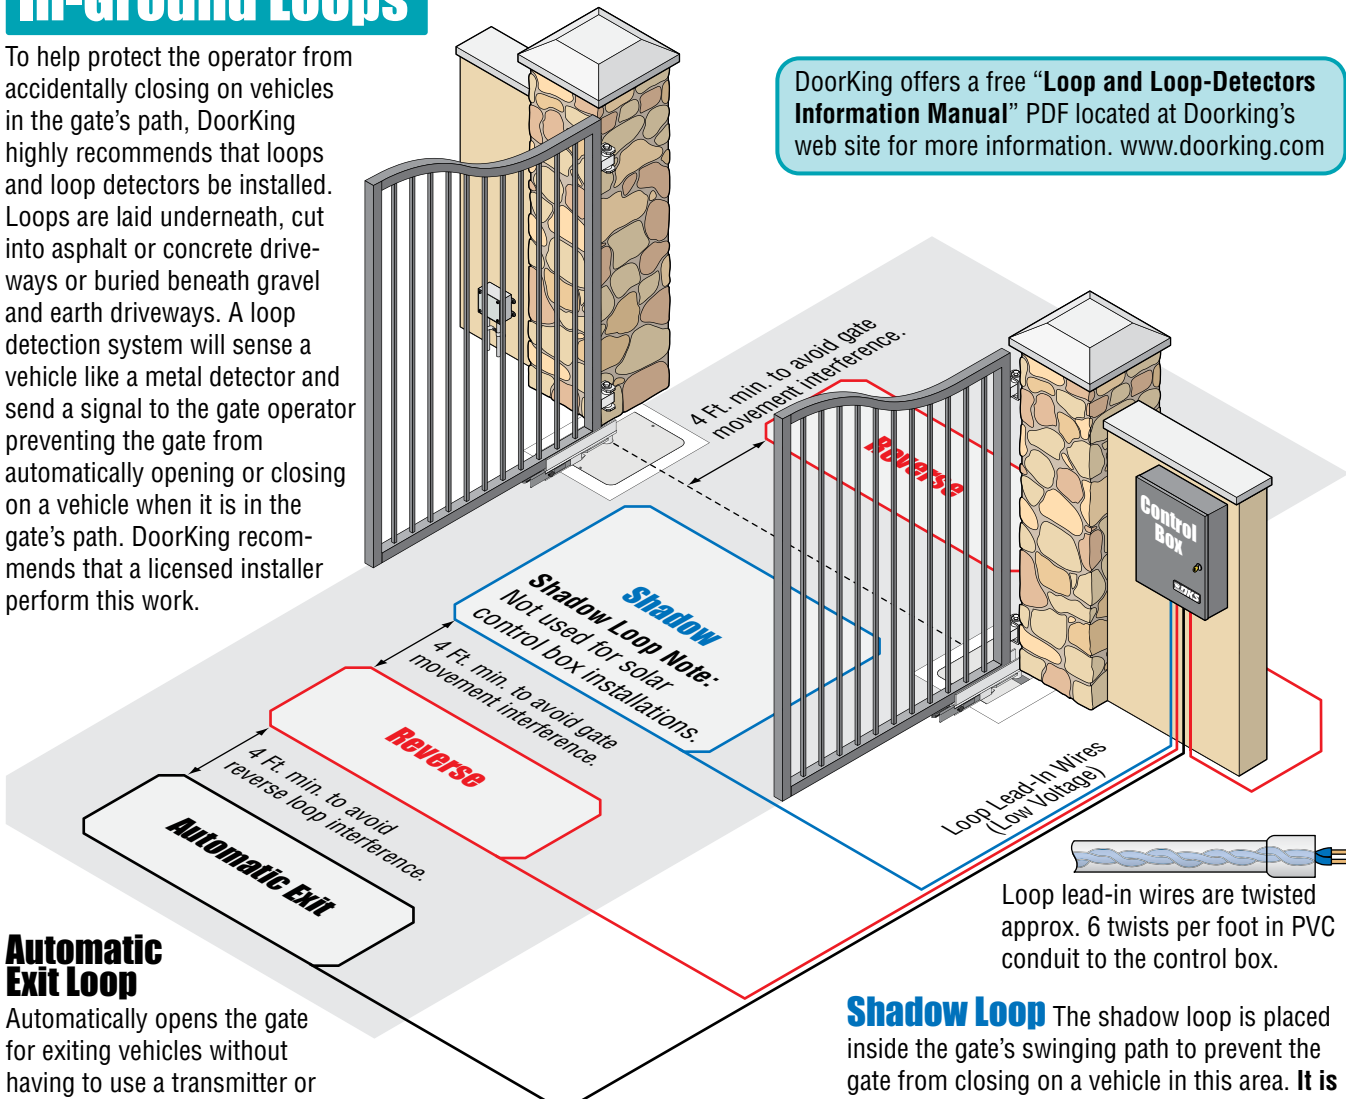 In-Ground Loops
To help protect the operator from
accidentally closing on vehicles
in the gate's path, DoorKing
highly recommends that loops
and loop detectors be installed.
Loops are laid underneath, cut
into asphalt or concrete drive-
ways or buried beneath gravel
and earth driveways. A loop
detection system will sense a
vehicle like a metal detector and
send a signal to the gate operator
preventing the gate from
automatically opening or closing
on a vehicle when it is in the
gate's path. DoorKing recom-
mends that a licensed installer
perform this work.
DoorKing offers a free “Loop and Loop-Detectors
Information Manual” PDF located at Doorking's
web site for more information. www.doorking.com
4 Ft. min. to avoid gate
movement interference.
Reverse
Control
Box
DKS
Shadow
Shadow Loop Note:
Not used for solar
control box installations.
4 Ft. min. to avoid gate
movement interference.
Reverse
4 Ft. min. to avoid
reverse loop interference.
Automatic Exit
Loop Lead-In Wires
(Low Voltage)
Loop lead-in wires are twisted
approx. 6 twists per foot in PVC
conduit to the control box.
Automatic
Exit Loop
Automatically opens the gate
for exiting vehicles without
having to use a transmitter or
Shadow Loop The shadow loop is placed
inside the gate's swinging path to prevent the
gate from closing on a vehicle in this area. It is